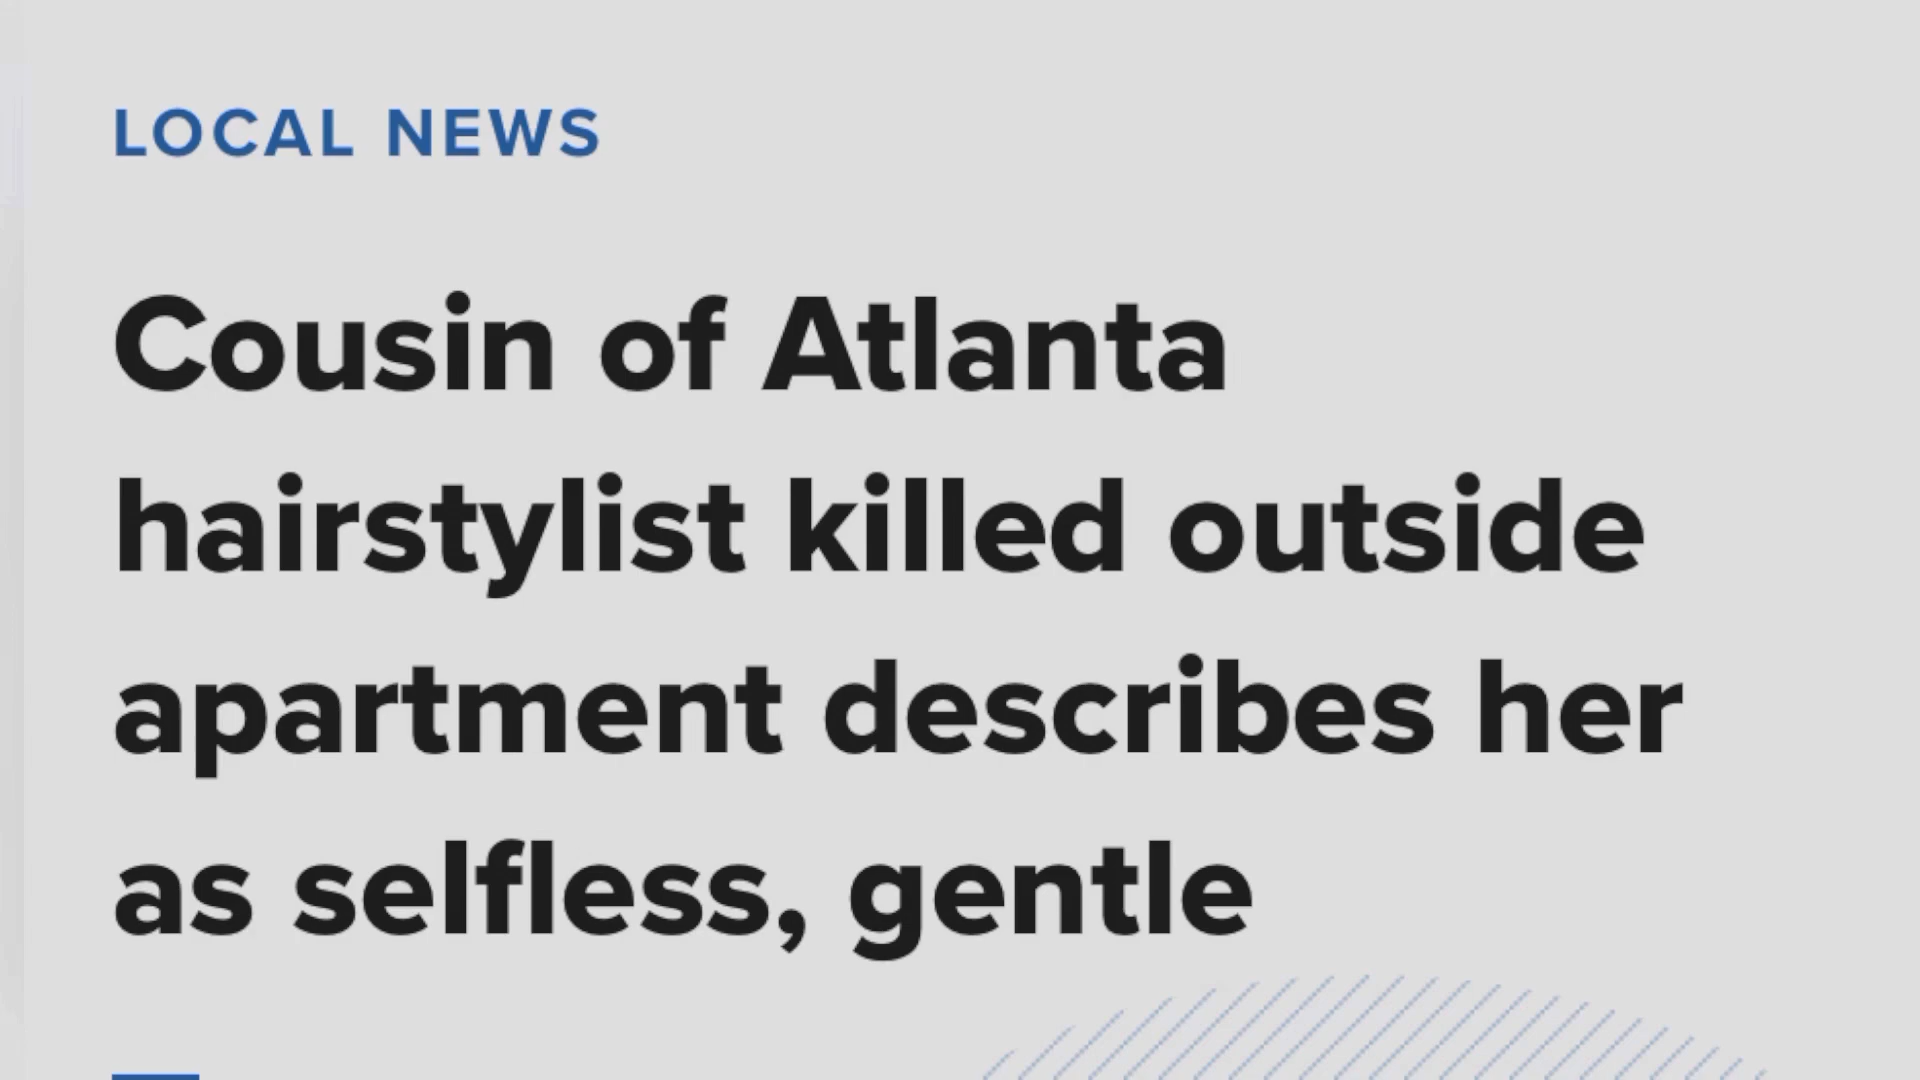 LOCAL NEWS
Cousin of Atlanta
hairstylist killed outside
apartment describes her
as selfless, gentle